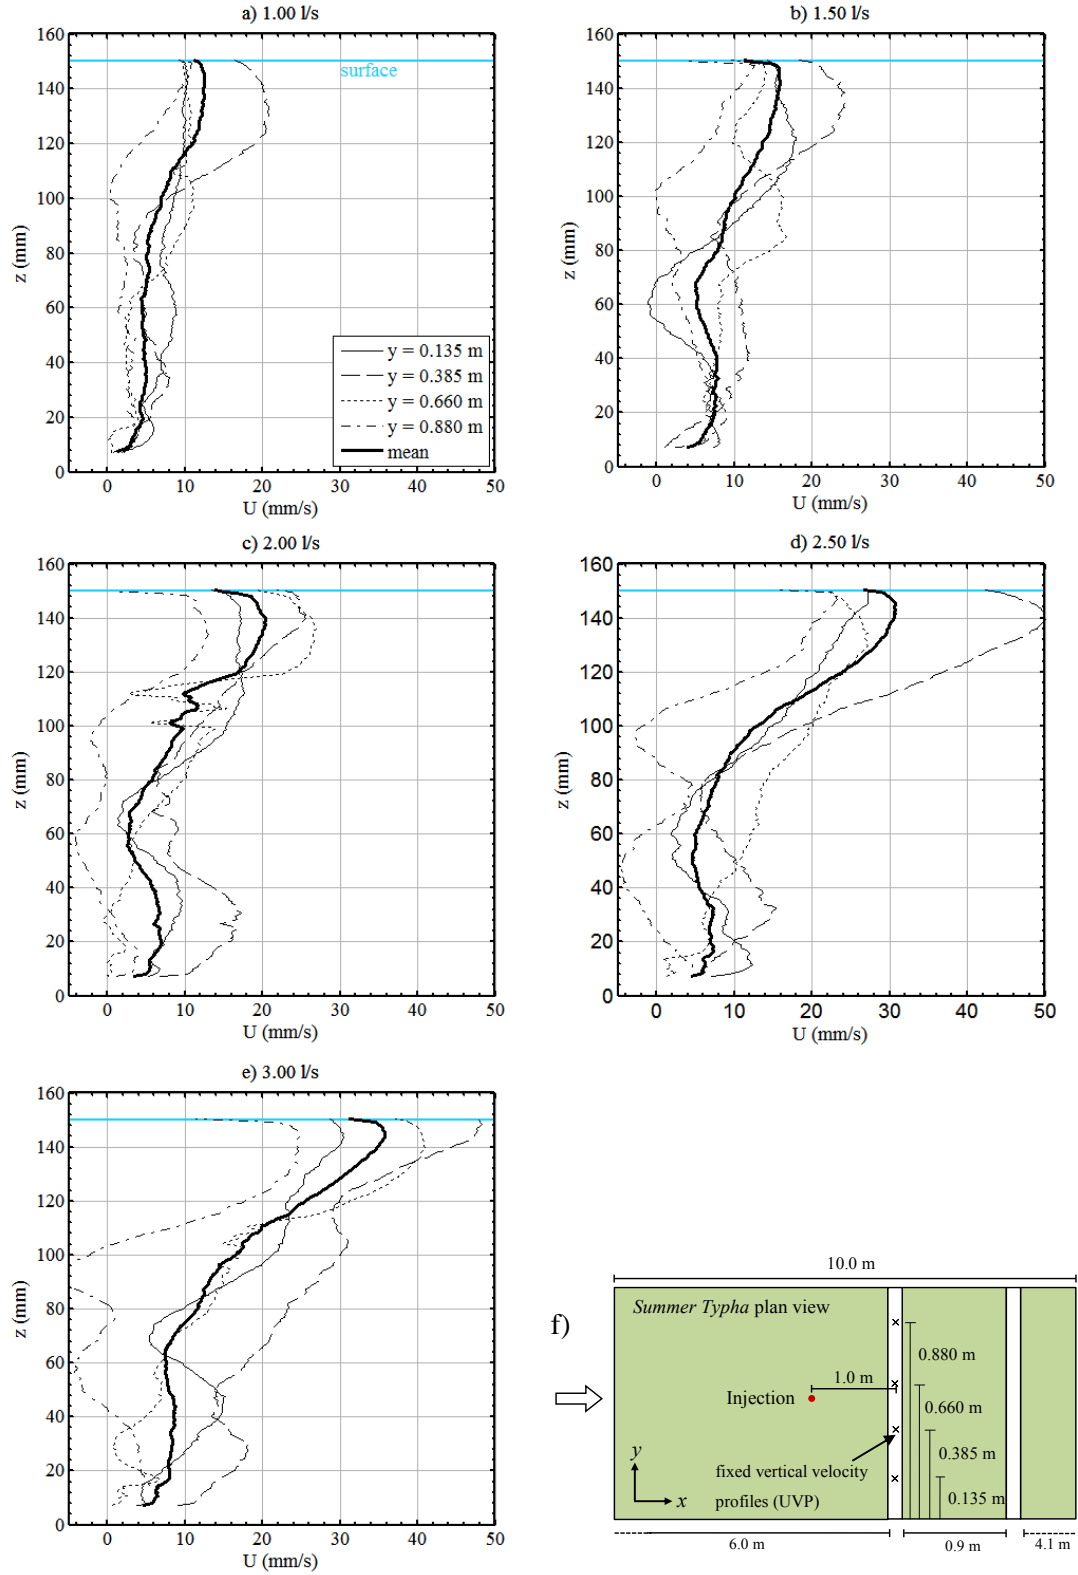 a) 1.00 l/s
160
140
120
100
80
60
40
20
0
z (mm)
surface
y = 0.135 m
y = 0.385 m
y = 0.660 m
y = 0.880 m
mean
0 10 20 30 40 50
U (mm/s)
b) 1.50 l/s
160
140
120
100
80
60
40
20
0
z (mm)
0 10 20 30 40 50
U (mm/s)
c) 2.00 l/s
160
140
120
100
80
60
40
20
0
z (mm)
0 10 20 30 40 50
U (mm/s)
d) 2.50 l/s
160
140
120
100
80
60
40
20
0
z (mm)
0 10 20 30 40 50
U (mm/s)
e) 3.00 l/s
160
140
120
100
80
60
40
20
0
z (mm)
0 10 20 30 40 50
U (mm/s)
f)
10.0 m
Summer Typha plan view
0.880 m
1.0 m
Injection
0.660 m
0.385 m
y
fixed vertical velocity
profiles (UVP)
x
0.135 m
6.0 m
0.9 m
4.1 m